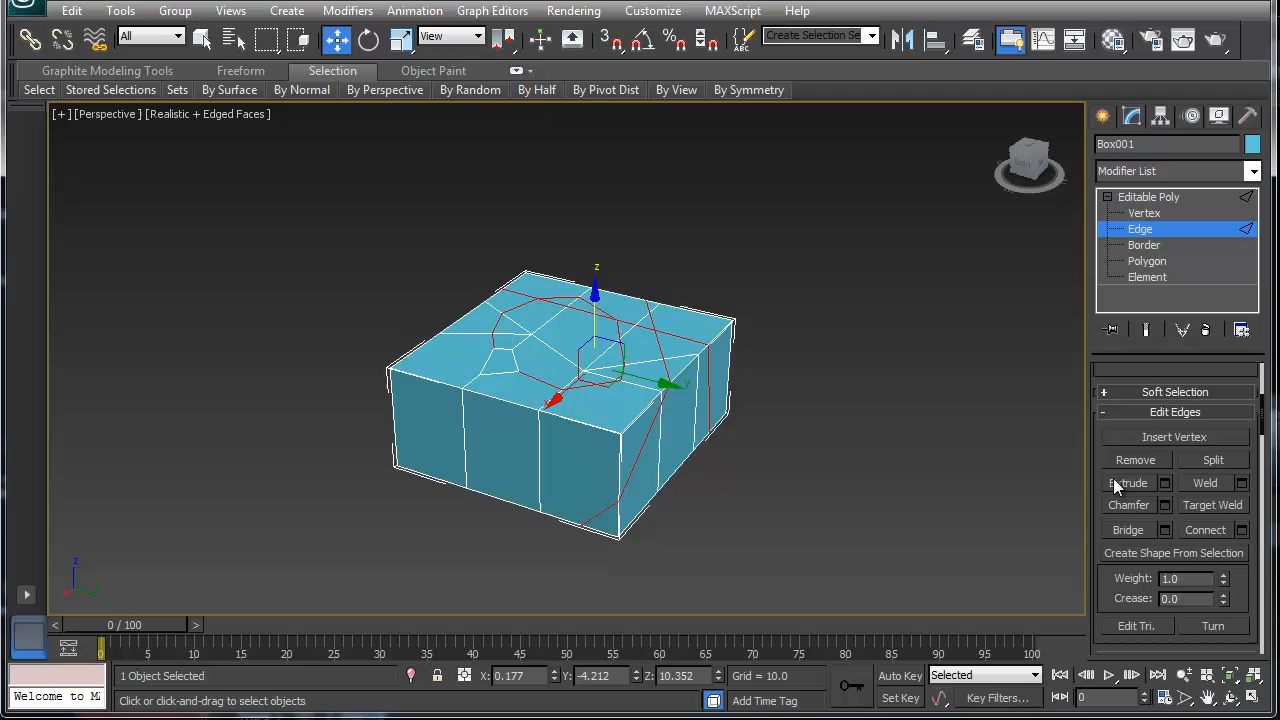 Edit Tools Group Views Create Modifiers Animation Graph Editors Rendering Customize MAXScript Help
All View 3 % ABC Create Selection Se
Graphite Modeling Tools Freeform Selection Object Paint
Select Stored Selections Sets By Surface By Normal By Perspective By Random By Half By Pivot Dist By View By Symmetry
[ + ] [Perspective ] [Realistic + Edged Faces ]
Box001
Modifier List
Editable Poly
Vertex
Edge
Border
Polygon
Element
z
y
+ Soft Selection
- Edit Edges
Insert Vertex
Remove Split
Extrude Weld
Chamfer Target Weld
Bridge Connect
Create Shape From Selection
Weight: 1.0
Crease: 0.0
Edit Tri. Turn
z
< 0 / 100 >
0 5 10 15 20 25 30 35 40 45 50 55 60 65 70 75 80 85 90 95 100
1 Object Selected X: 0.177 Y: -4.212 Z: 10.352 Grid = 10.0 Auto Key Selected
Welcome to M Click or click-and-drag to select objects Add Time Tag Set Key Key Filters... 0